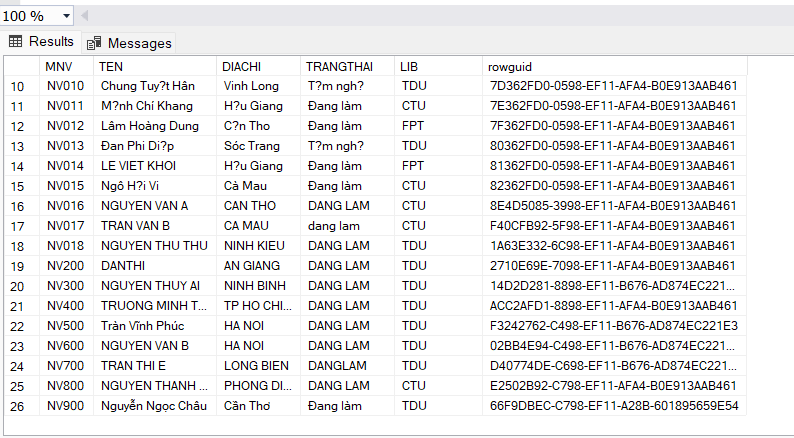 100 %
Results Messages
MNV TEN DIACHI TRANGTHAI LIB rowguid
10 NV010 Chung Tuy?t Hân Vinh Long T?m ngh? TDU 7D362FD0-0598-EF11-AFA4-B0E913AAB461
11 NV011 M?nh Chí Khang H?u Giang Đang làm CTU 7E362FD0-0598-EF11-AFA4-B0E913AAB461
12 NV012 Lâm Hoàng Dung C?n Tho Đang làm FPT 7F362FD0-0598-EF11-AFA4-B0E913AAB461
13 NV013 Đan Phi Di?p Sóc Trang T?m ngh? TDU 80362FD0-0598-EF11-AFA4-B0E913AAB461
14 NV014 LE VIET KHOI H?u Giang Đang làm FPT 81362FD0-0598-EF11-AFA4-B0E913AAB461
15 NV015 Ngô H?i Vi Cà Mau Đang làm CTU 82362FD0-0598-EF11-AFA4-B0E913AAB461
16 NV016 NGUYEN VAN A CAN THO DANG LAM CTU 8E4D5085-3998-EF11-AFA4-B0E913AAB461
17 NV017 TRAN VAN B CA MAU dang lam CTU F40CFB92-5F98-EF11-AFA4-B0E913AAB461
18 NV018 NGUYEN THU THU NINH KIEU DANG LAM TDU 1A63E332-6C98-EF11-AFA4-B0E913AAB461
19 NV200 DANTHI AN GIANG DANG LAM TDU 2710E69E-7098-EF11-AFA4-B0E913AAB461
20 NV300 NGUYEN THUY AI NINH BINH DANG LAM TDU 14D2D281-8898-EF11-B676-AD874EC221...
21 NV400 TRUONG MINH T... TP HO CHI... DANG LAM TDU ACC2AFD1-8898-EF11-AFA4-B0E913AAB461
22 NV500 Tràn Vĩnh Phúc HA NOI DANG LAM TDU F3242762-C498-EF11-B676-AD874EC221E3
23 NV600 NGUYEN VAN B HA NOI DANG LAM TDU 02BB4E94-C498-EF11-B676-AD874EC221...
24 NV700 TRAN THI E LONG BIEN DANGLAM TDU D40774DE-C698-EF11-B676-AD874EC221...
25 NV800 NGUYEN THANH ... PHONG DI... DANG LAM CTU E2502B92-C798-EF11-AFA4-B0E913AAB461
26 NV900 Nguyễn Ngọc Châu Cần Thơ Đang làm TDU 66F9DBEC-C798-EF11-A28B-601895659E54